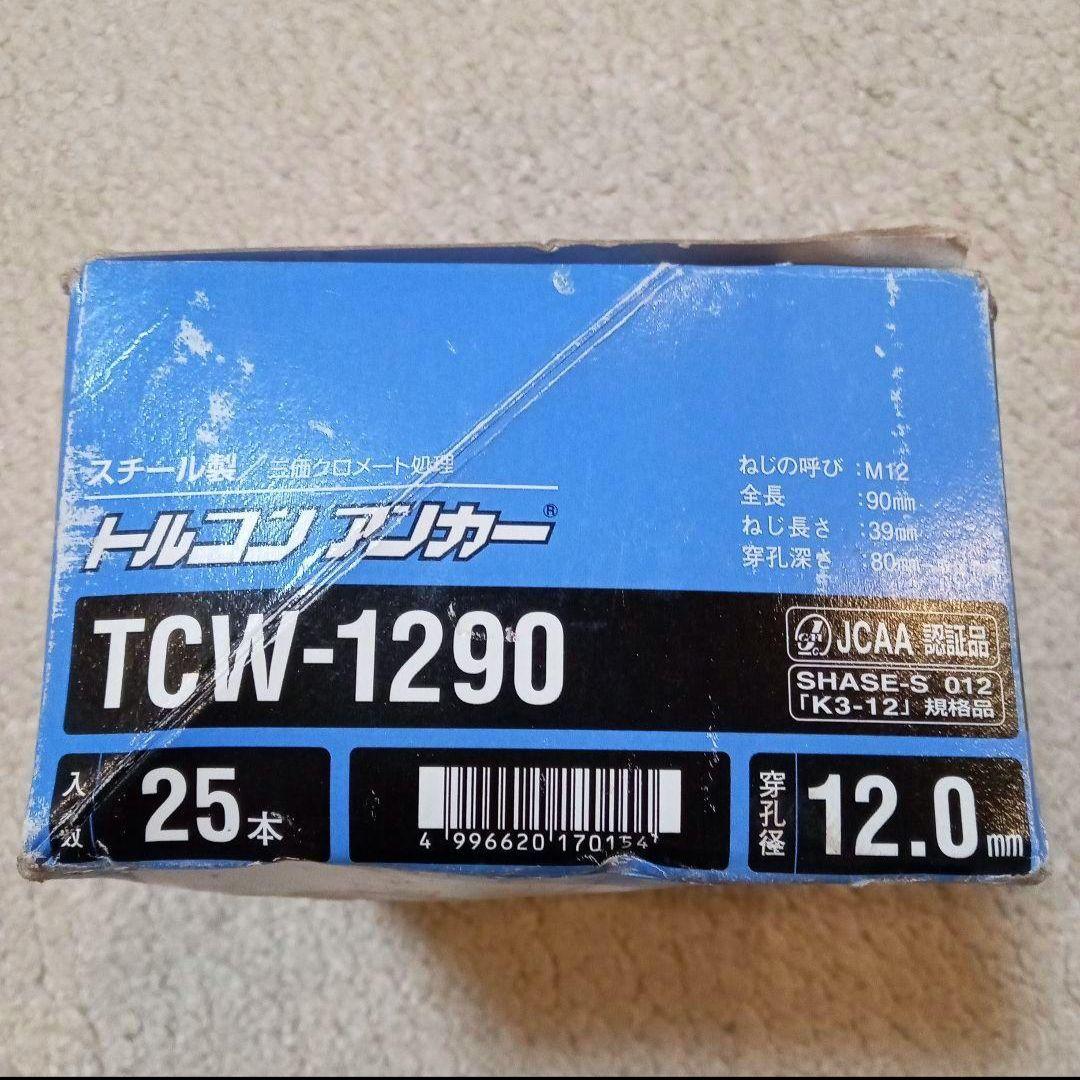 スチール製/三価クロメート処理
トルコン アンカー®
ねじの呼び :M12
全長 :90mm
ねじ長さ :39mm
穿孔深さ :80mm
TCW-1290
JCAA 認証品
SHASE-S 012
「K3-12」規格品
入数 25本
4 996620 170154
穿孔径 12.0mm